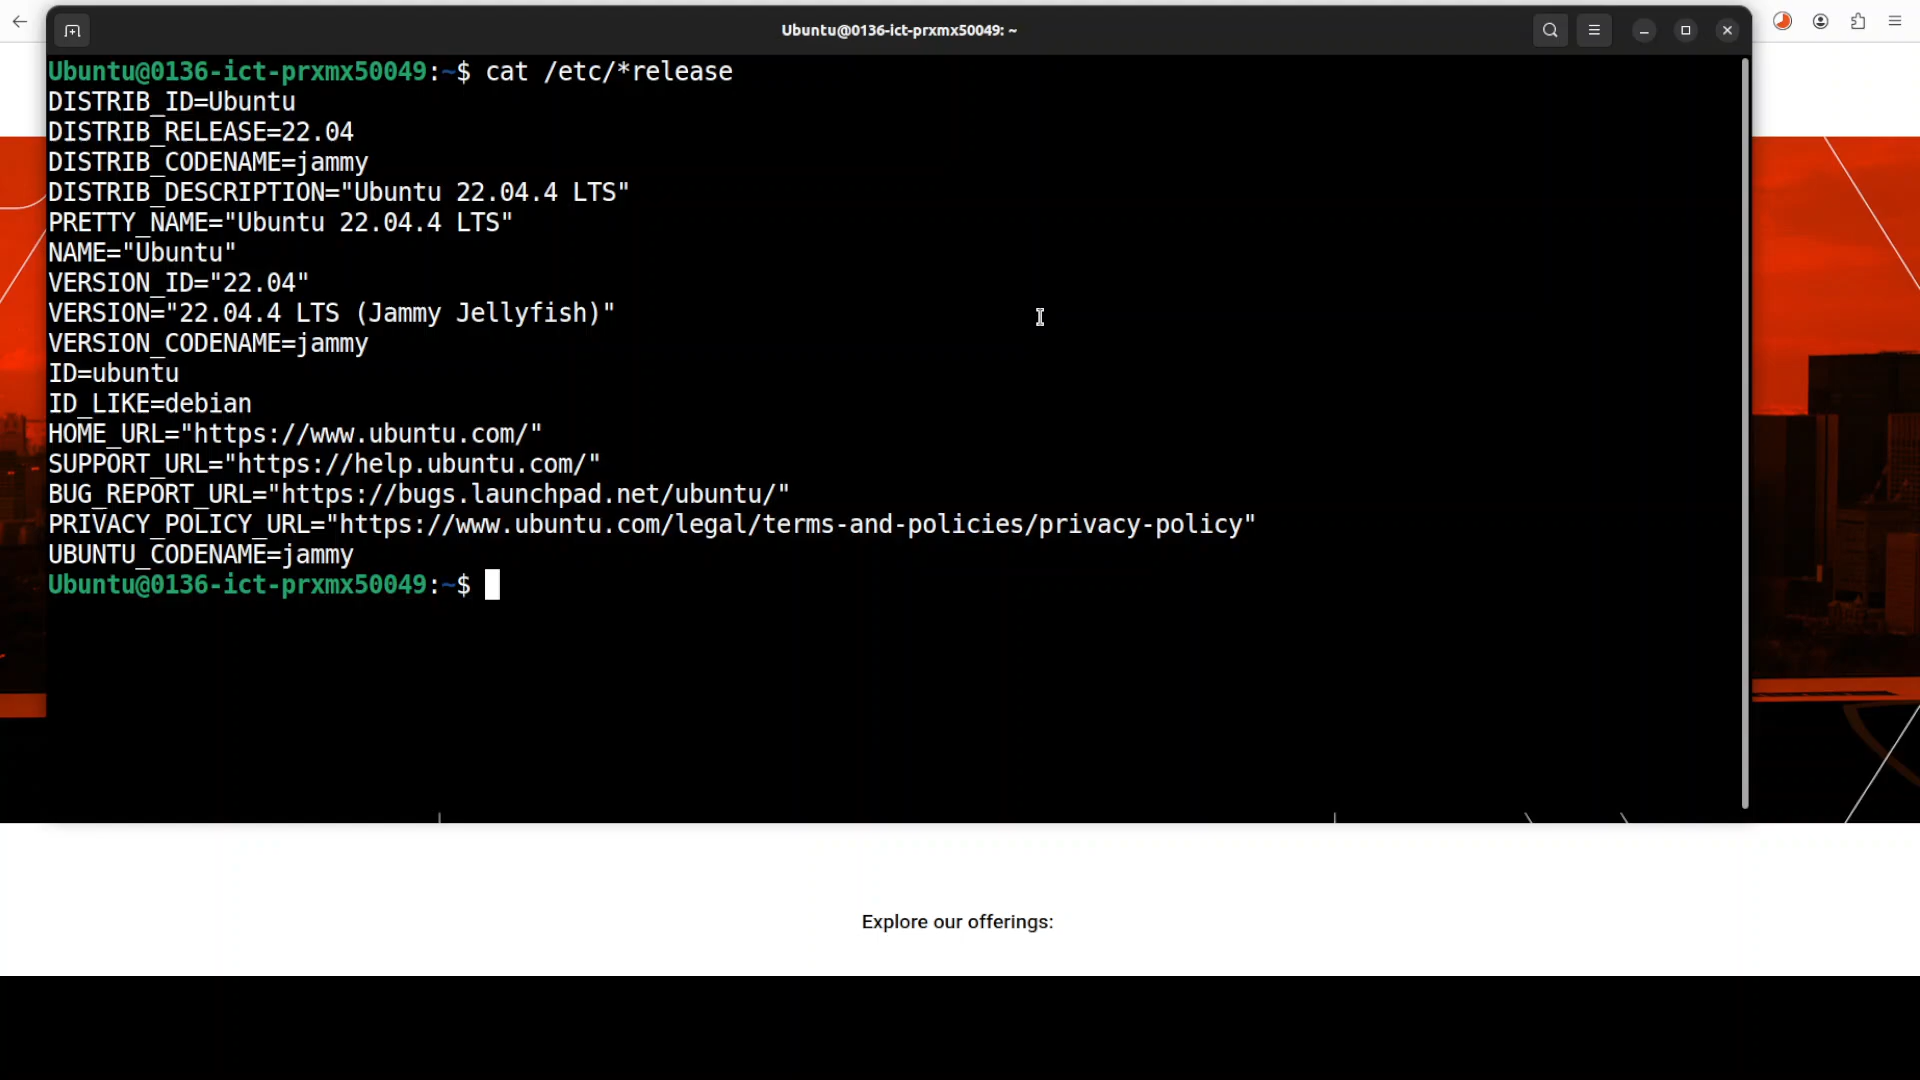 Ubuntu@0136-ict-prxmx50049: ~
Ubuntu@0136-ict-prxmx50049:~$ cat /etc/*release
DISTRIB_ID=Ubuntu
DISTRIB_RELEASE=22.04
DISTRIB_CODENAME=jammy
DISTRIB_DESCRIPTION="Ubuntu 22.04.4 LTS"
PRETTY_NAME="Ubuntu 22.04.4 LTS"
NAME="Ubuntu"
VERSION_ID="22.04"
VERSION="22.04.4 LTS (Jammy Jellyfish)"
VERSION_CODENAME=jammy
ID=ubuntu
ID_LIKE=debian
HOME_URL="https://www.ubuntu.com/"
SUPPORT_URL="https://help.ubuntu.com/"
BUG_REPORT_URL="https://bugs.launchpad.net/ubuntu/"
PRIVACY_POLICY_URL="https://www.ubuntu.com/legal/terms-and-policies/privacy-policy"
UBUNTU_CODENAME=jammy
Ubuntu@0136-ict-prxmx50049:~$
Explore our offerings: